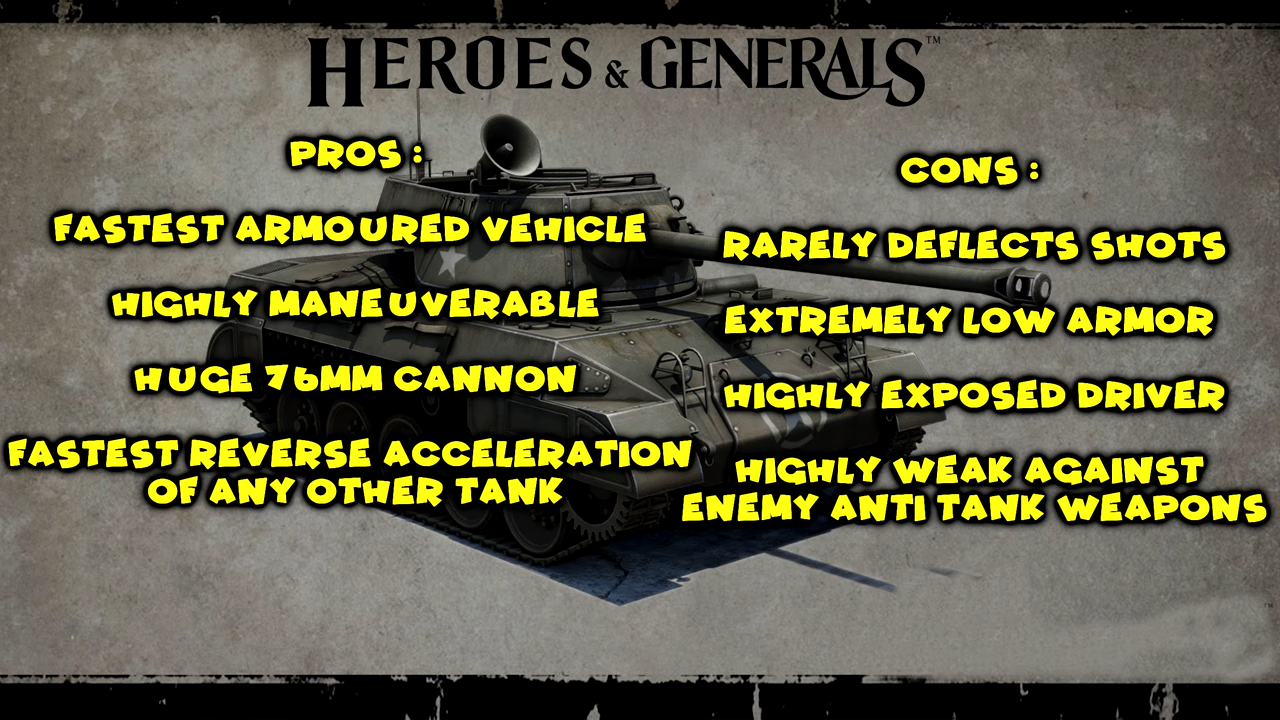 HEROES & GENERALS™
PROS :
FASTEST ARMOURED VEHICLE
HIGHLY MANEUVERABLE
HUGE 76MM CANNON
FASTEST REVERSE ACCELERATION
OF ANY OTHER TANK
CONS :
RARELY DEFLECTS SHOTS
EXTREMELY LOW ARMOR
HIGHLY EXPOSED DRIVER
HIGHLY WEAK AGAINST
ENEMY ANTI TANK WEAPONS
™